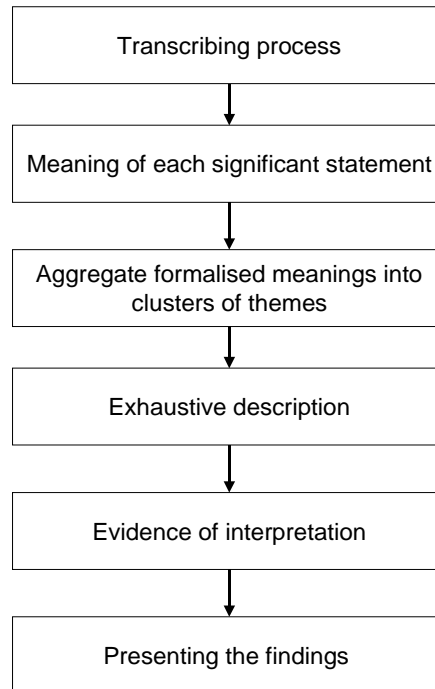 Transcribing process
Meaning of each significant statement
Aggregate formalised meanings into
clusters of themes
Exhaustive description
Evidence of interpretation
Presenting the findings